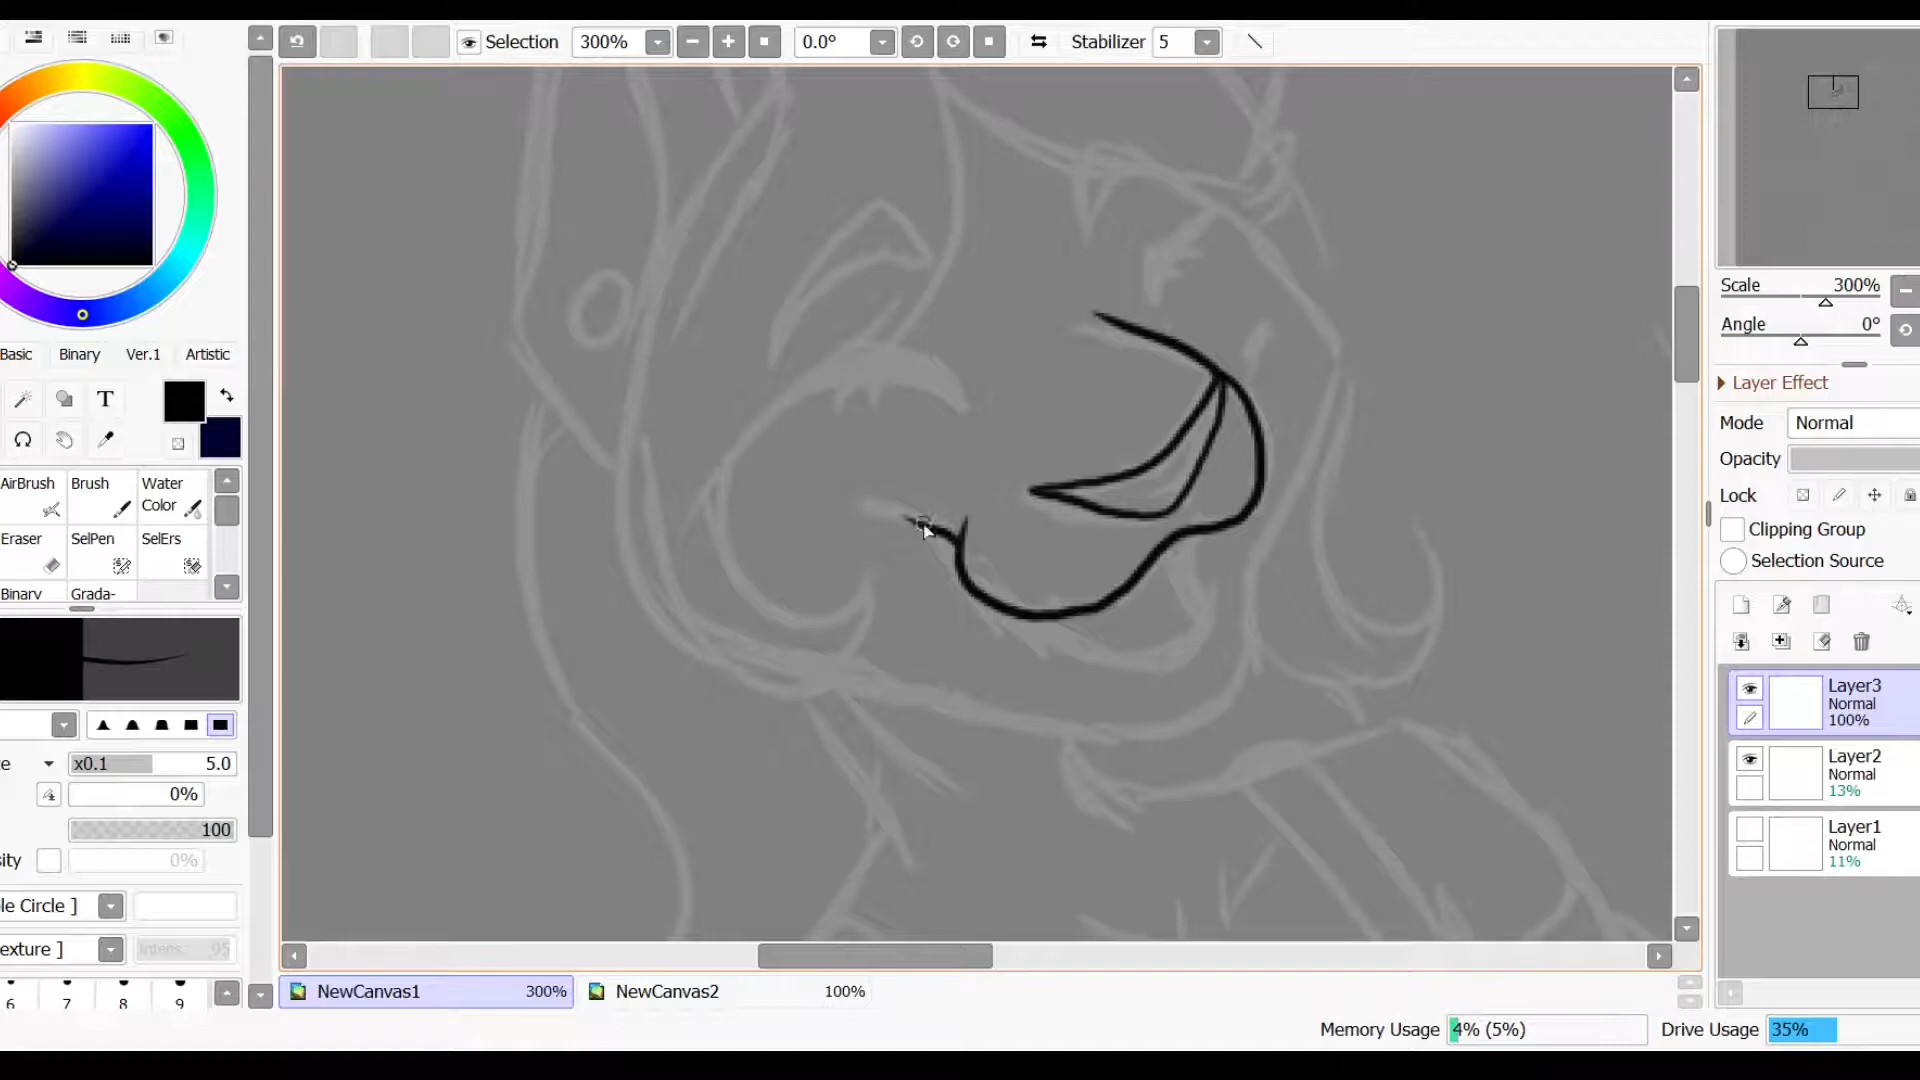 Selection 300% 0.0° Stabilizer 5
Basic Binary Ver.1 Artistic
T
AirBrush Brush Water Color
Eraser SelPen SelErs
Binary Grada-
x0.1 5.0
0%
100
0%
le Circle ]
exture ] Intens. 95
6 7 8 9
NewCanvas1 300% NewCanvas2 100%
Scale 300%
Angle 0°
Layer Effect
Mode Normal
Opacity
Lock
Clipping Group
Selection Source
Layer3
Normal
100%
Layer2
Normal
13%
Layer1
Normal
11%
Memory Usage 4% (5%) Drive Usage 35%